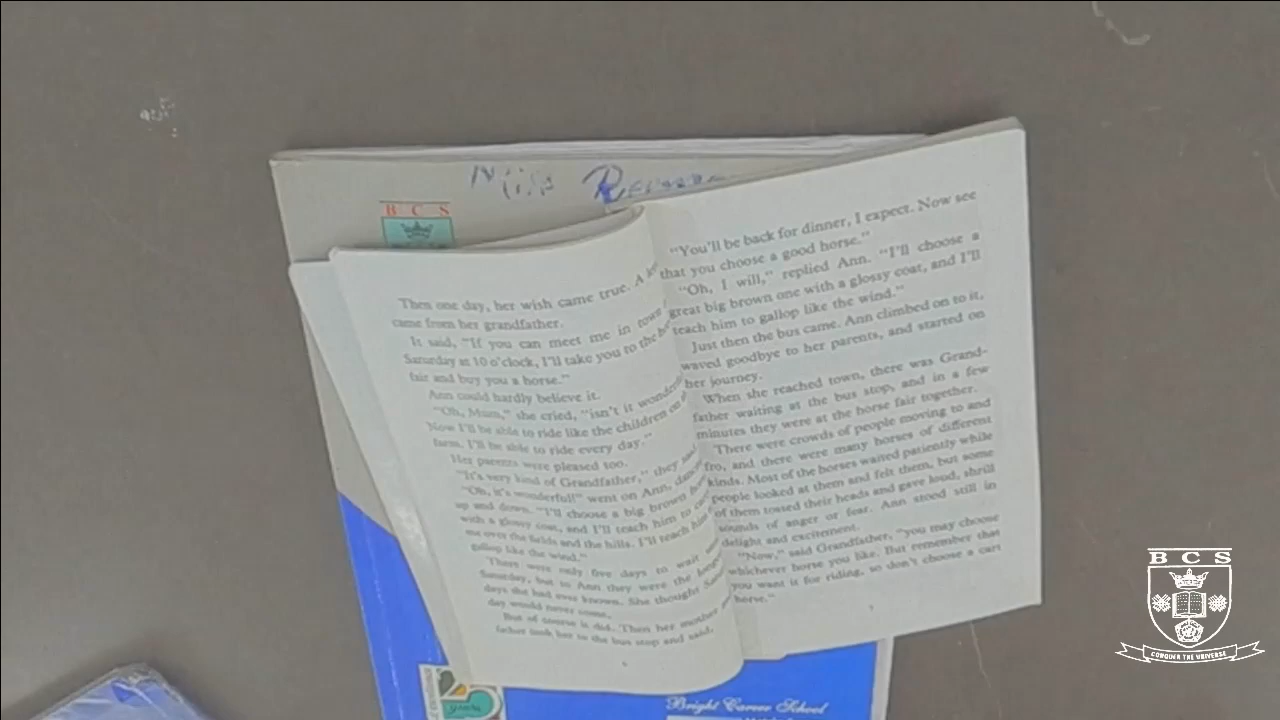 B C S
Then one day, her wish came true. A
came from her grandfather.
It said, "If you can meet me in town
Saturday at 10 o'clock, I'll take you to the
fair and buy you a horse."
Ann could hardly believe it.
"Oh, Mum," she cried, "isn't it
Now I'll be able to ride like the children on
farm. I'll be able to ride every day."
Her parents were pleased too.
"It's very kind of Grandfather," they
"Oh, it's wonderful!" went on Ann,
up and down. "I'll choose a big brown
with a glossy coat, and I'll teach him to
me over the fields and the hills. I'll teach him
gallop like the wind."
There were only five days to wait
Saturday, but to Ann they were the
days she had ever known. She thought
day would never come.
But of course it did. Then her mother
father took her to the bus stop and said,
"You'll be back for dinner, I expect. Now see
that you choose a good horse."
"Oh, I will," replied Ann. "I'll choose a
great big brown one with a glossy coat, and I'll
teach him to gallop like the wind."
Just then the bus came. Ann climbed on to it,
waved goodbye to her parents, and started on
her journey.
When she reached town, there was Grand-
father waiting at the bus stop, and in a few
minutes they were at the horse fair together.
There were crowds of people moving to and
fro, and there were many horses of different
kinds. Most of the horses waited patiently while
people looked at them and felt them, but some
of them tossed their heads and gave loud, shrill
sounds of anger or fear. Ann stood still in
delight and excitement.
"Now," said Grandfather, "you may choose
whichever horse you like. But remember that
you want it for riding, so don't choose a cart
horse."
7
Bright Career School
B C S
CONQUER THE UNIVERSE